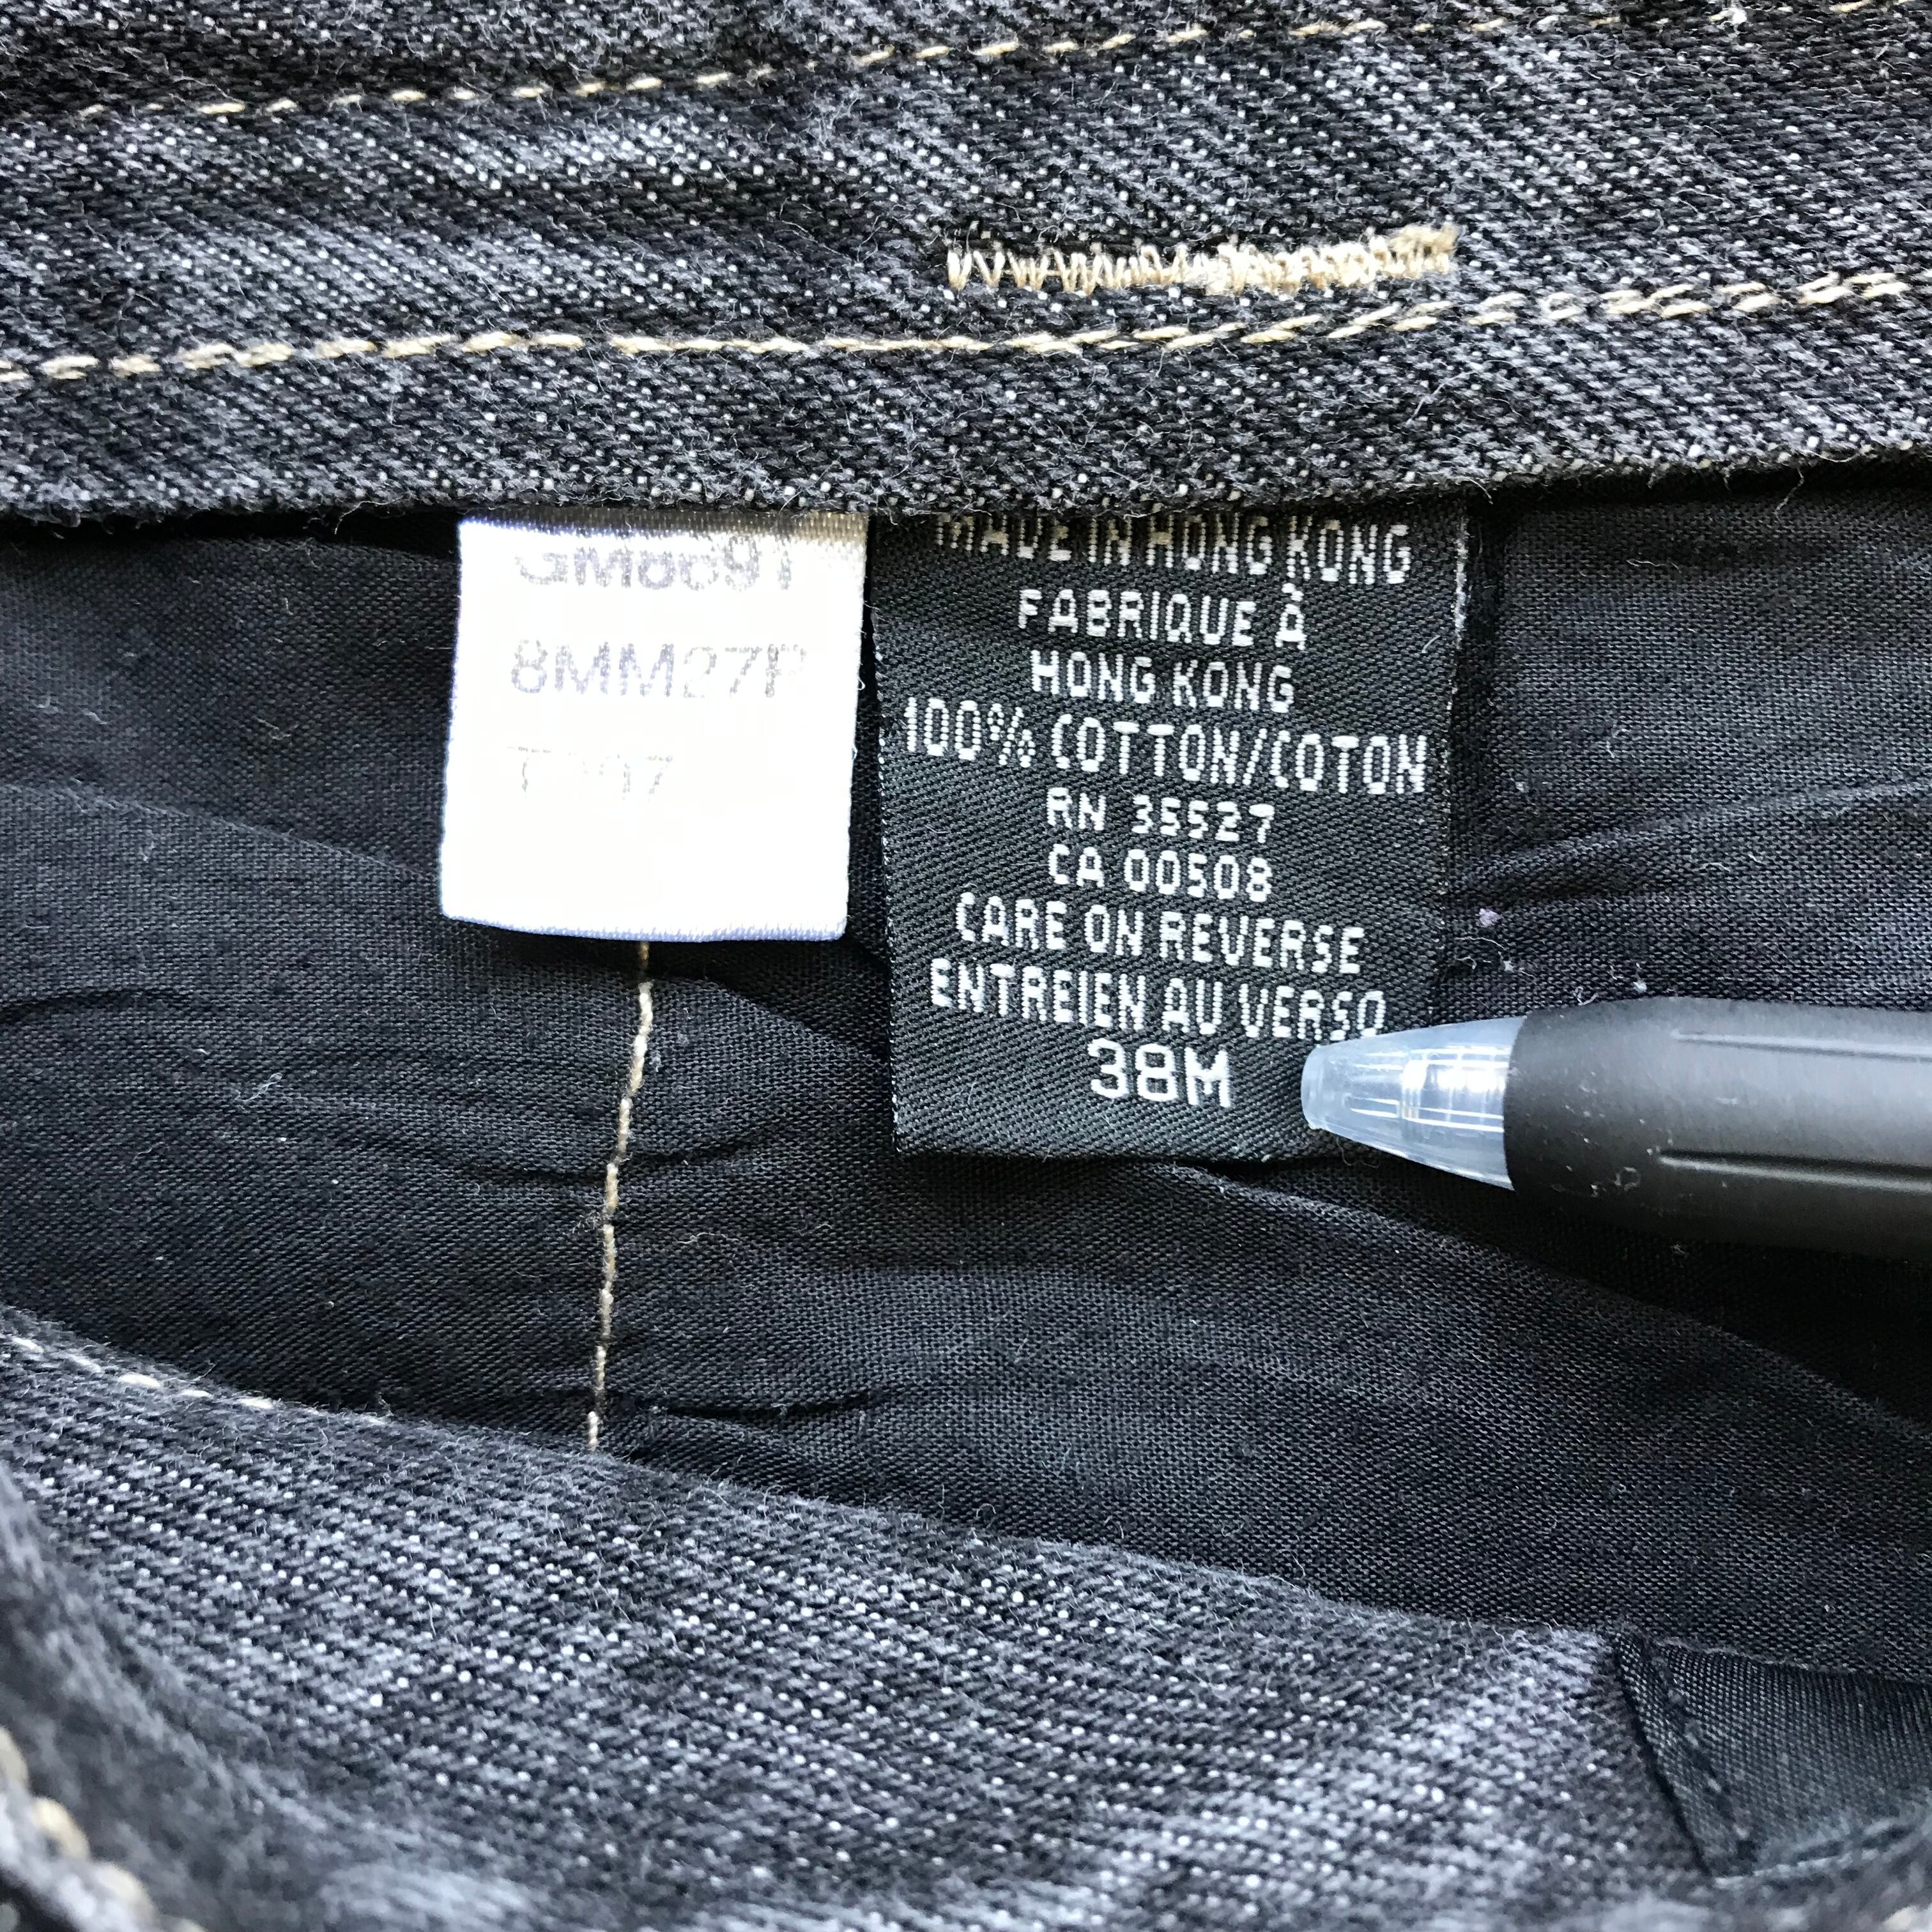 8MM27R
MADE IN HONG KONG
FABRIQUE À
HONG KONG
100% COTTON/COTON
RN 35527
CA 00508
CARE ON REVERSE
ENTREIEN AU VERSO
38M